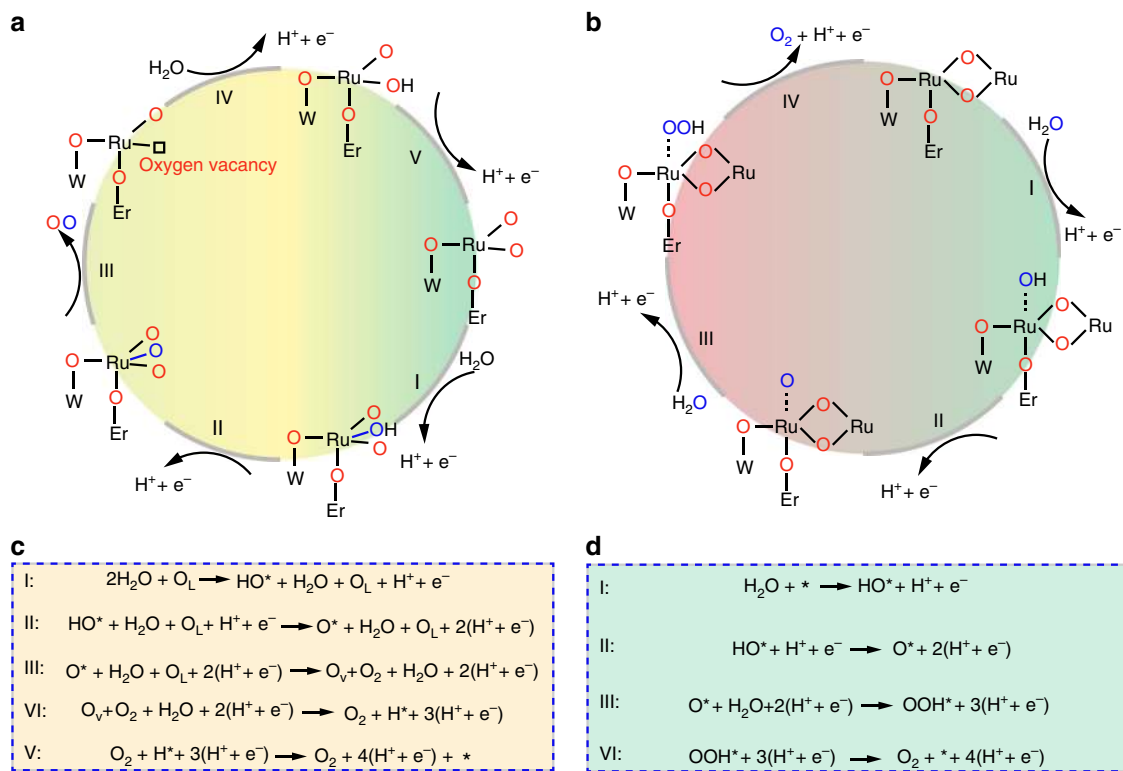 a
H₂O
H⁺+ e⁻
IV
O
O—Ru—OH
W
O
Er
V
H⁺+ e⁻
O
O—Ru
Oxygen vacancy
W
O
Er
OO
III
O
O—Ru—O
W
O
Er
H₂O
I
H⁺+ e⁻
O
O—Ru—O
O
W
O
Er
II
H⁺+ e⁻
O
O—Ru—OH
O
W
O
Er
b
O₂ + H⁺+ e⁻
IV
O
O—Ru Ru
O
W
O
Er
H₂O
I
H⁺+ e⁻
OOH
O
O—Ru Ru
O
W
O
Er
OH
O
O—Ru Ru
O
W
O
Er
H⁺+ e⁻
III
H₂O
O
O
O—Ru Ru
O
W
O
Er
II
H⁺+ e⁻
c
I: 2H₂O + O_L → HO* + H₂O + O_L + H⁺+ e⁻
II: HO* + H₂O + O_L+ H⁺+ e⁻ → O* + H₂O + O_L+ 2(H⁺+ e⁻)
III: O* + H₂O + O_L+ 2(H⁺+ e⁻) → O_v+O₂ + H₂O + 2(H⁺+ e⁻)
VI: O_v+O₂ + H₂O + 2(H⁺+ e⁻) → O₂ + H*+ 3(H⁺+ e⁻)
V: O₂ + H*+ 3(H⁺+ e⁻) → O₂ + 4(H⁺+ e⁻) + *
d
I: H₂O + * → HO* + H⁺+ e⁻
II: HO* + H⁺+ e⁻ → O* + 2(H⁺+ e⁻)
III: O* + H₂O+2(H⁺+ e⁻) → OOH* + 3(H⁺+ e⁻)
VI: OOH* + 3(H⁺+ e⁻) → O₂ + * + 4(H⁺+ e⁻)